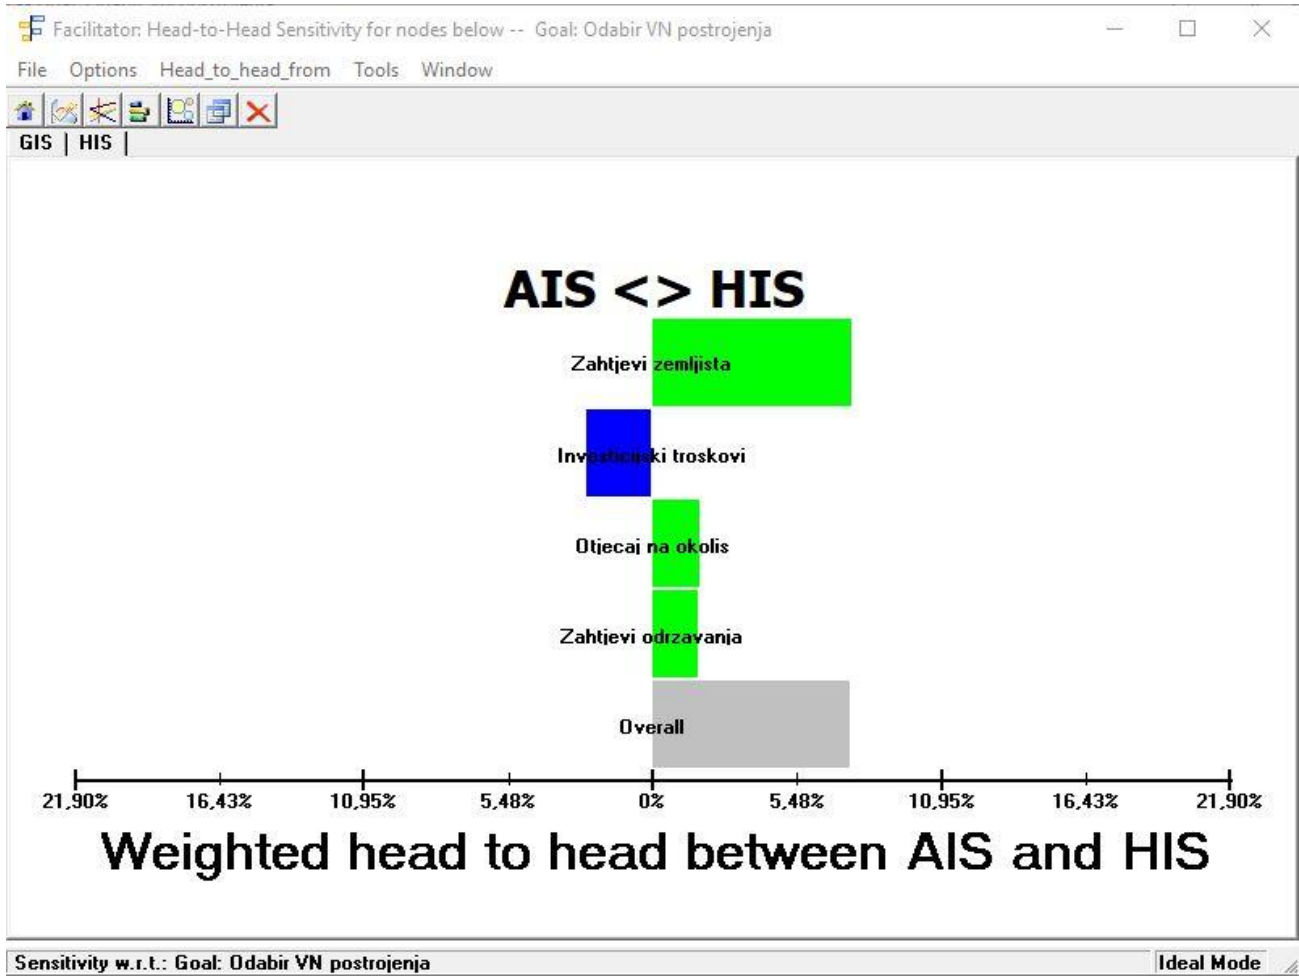 Facilitator: Head-to-Head Sensitivity for nodes below -- Goal: Odabir VN postrojenja
File Options Head_to_head_from Tools Window
GIS | HIS |
AIS <> HIS
Zahtjevi zemljista
Investicijski troskovi
Otjecaj na okolis
Zahtjevi odrzavanja
Overall
21,90% 16,43% 10,95% 5,48% 0% 5,48% 10,95% 16,43% 21,90%
Weighted head to head between AIS and HIS
Sensitivity w.r.t.: Goal: Odabir VN postrojenja Ideal Mode